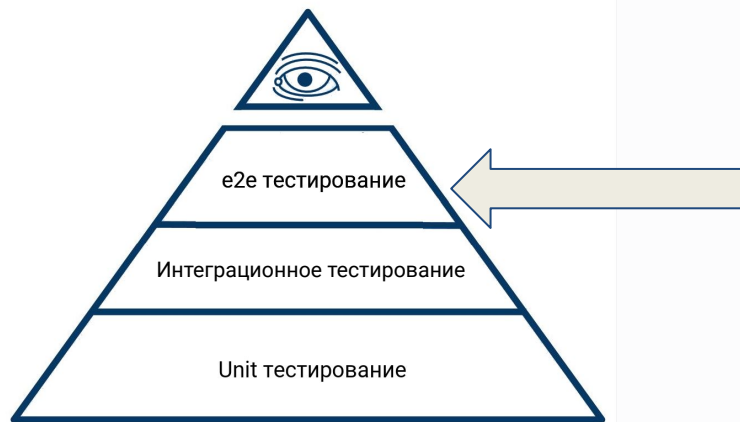 e2e тестирование
Интеграционное тестирование
Unit тестирование